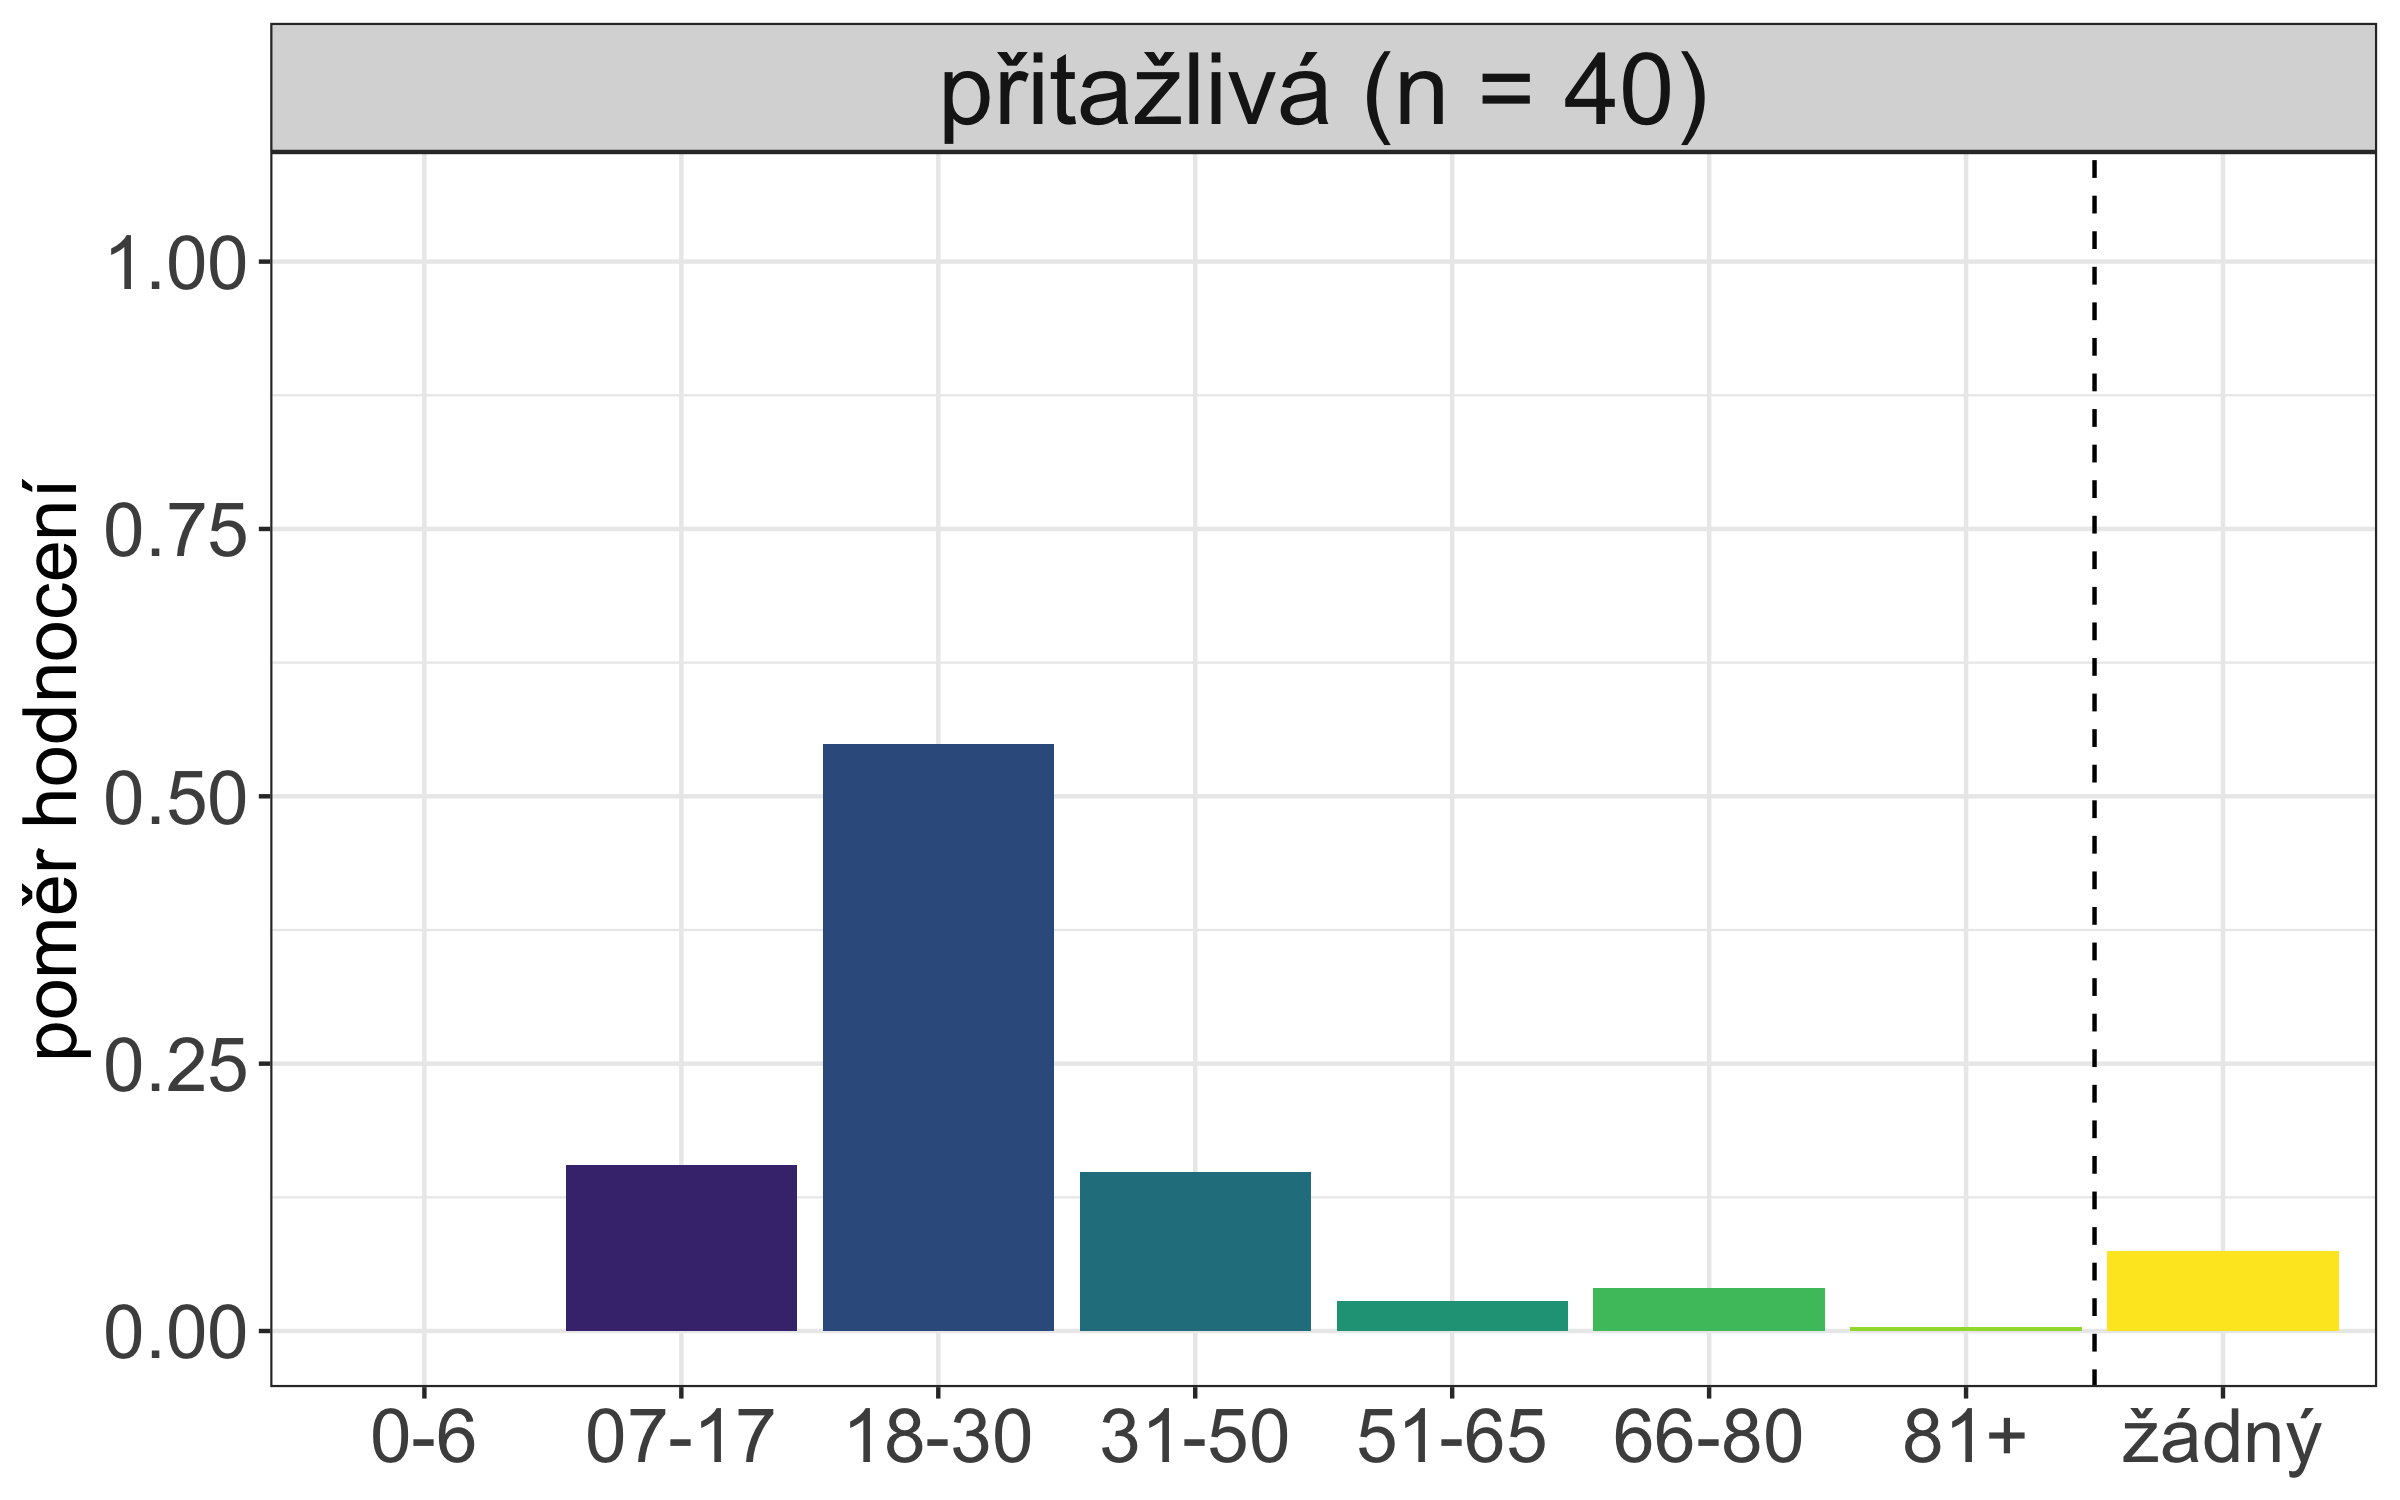 přitažlivá (n = 40)
poměr hodnocení
1.00
0.75
0.50
0.25
0.00
0-6 07-17 18-30 31-50 51-65 66-80 81+ žádný